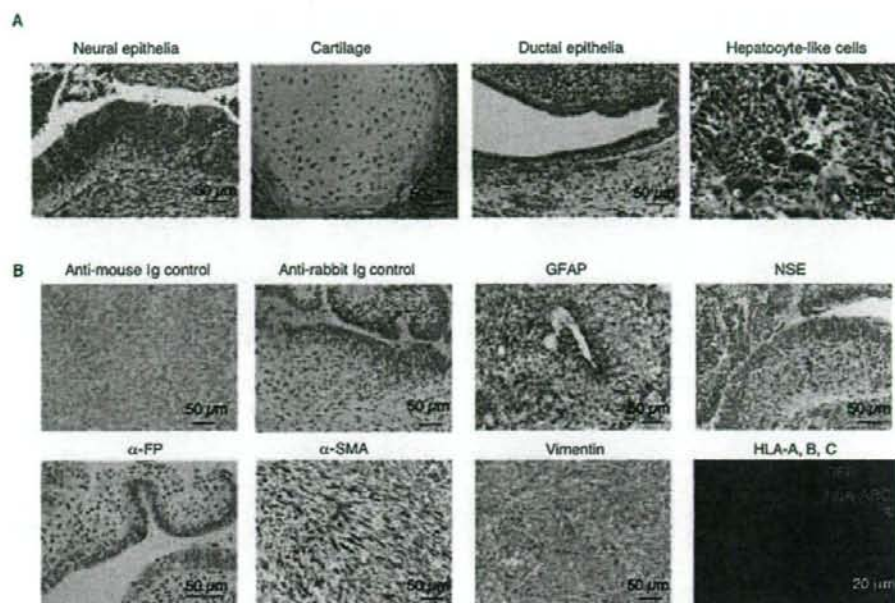 A
Neural epithelia
Cartilage
Ductal epithelia
Hepatocyte-like cells
50 µm
50 µm
50 µm
B
Anti-mouse Ig control
Anti-rabbit Ig control
GFAP
NSE
50 µm
50 µm
50 µm
50 µm
α-FP
α-SMA
Vimentin
HLA-A, B, C
50 µm
50 µm
50 µm
20 µm